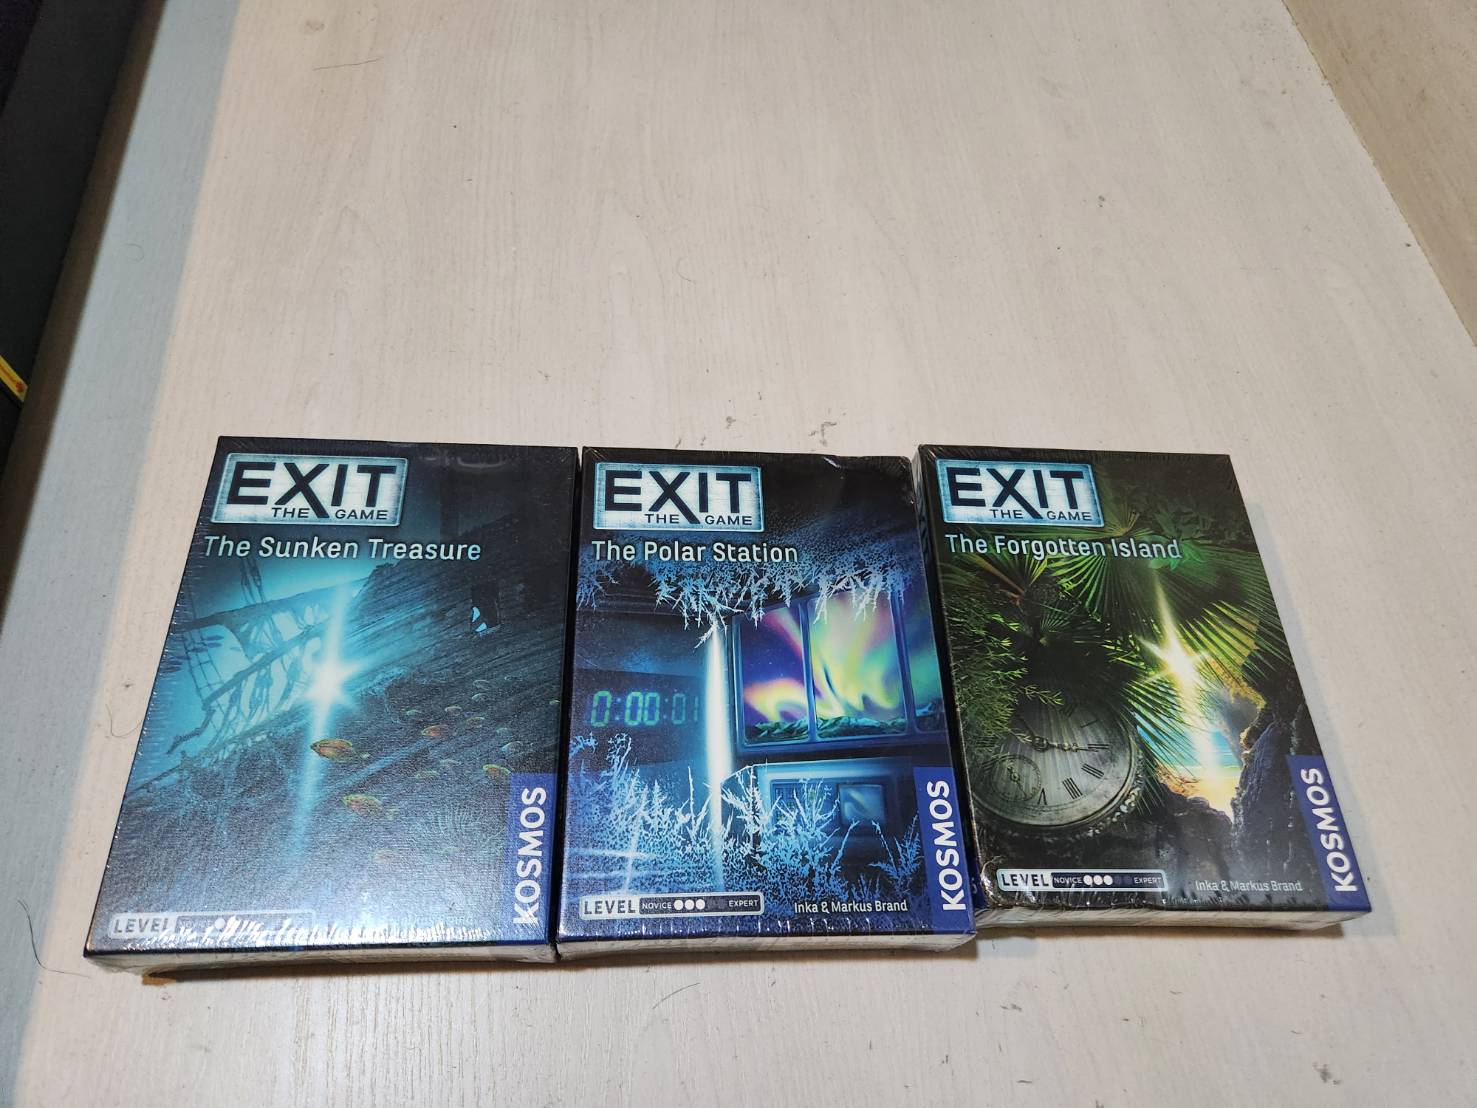 EXIT
THE GAME
The Sunken Treasure
LEVEL
KOSMOS
EXIT
THE GAME
The Polar Station
0:00:01
LEVEL NOVICE EXPERT
Inka & Markus Brand
KOSMOS
EXIT
THE GAME
The Forgotten Island
LEVEL NOVICE EXPERT
Inka & Markus Brand
KOSMOS